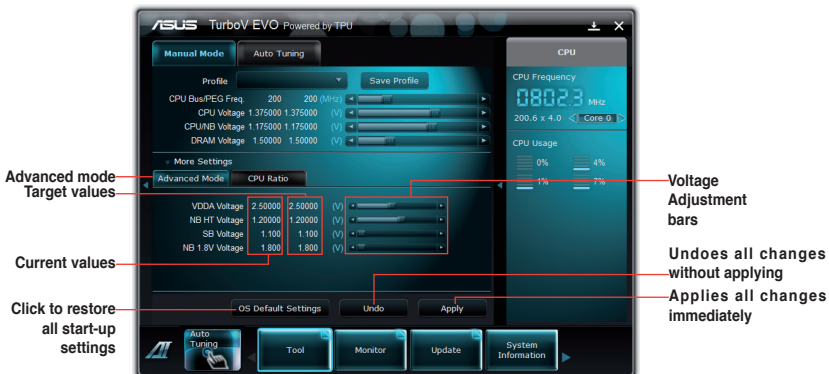 ASUS TurboV EVO Powered by TPU
Manual Mode Auto Tuning
Profile Save Profile
CPU Bus/PEG Freq. 200 200 (MHz)
CPU Voltage 1.375000 1.375000 (V)
CPU/NB Voltage 1.175000 1.175000 (V)
DRAM Voltage 1.50000 1.50000 (V)
More Settings
Advanced Mode CPU Ratio
VDDA Voltage 2.50000 2.50000 (V)
NB HT Voltage 1.20000 1.20000 (V)
SB Voltage 1.100 1.100 (V)
NB 1.8V Voltage 1.800 1.800 (V)
OS Default Settings Undo Apply
Auto
Tuning
Tool Monitor Update System
Information
CPU
CPU Frequency
0802.3 MHz
200.6 x 4.0 Core 0
CPU Usage
0% 4%
1% 7%
Advanced mode
Target values
Current values
Click to restore
all start-up
settings
Voltage
Adjustment
bars
Undoes all changes
without applying
Applies all changes
immediately